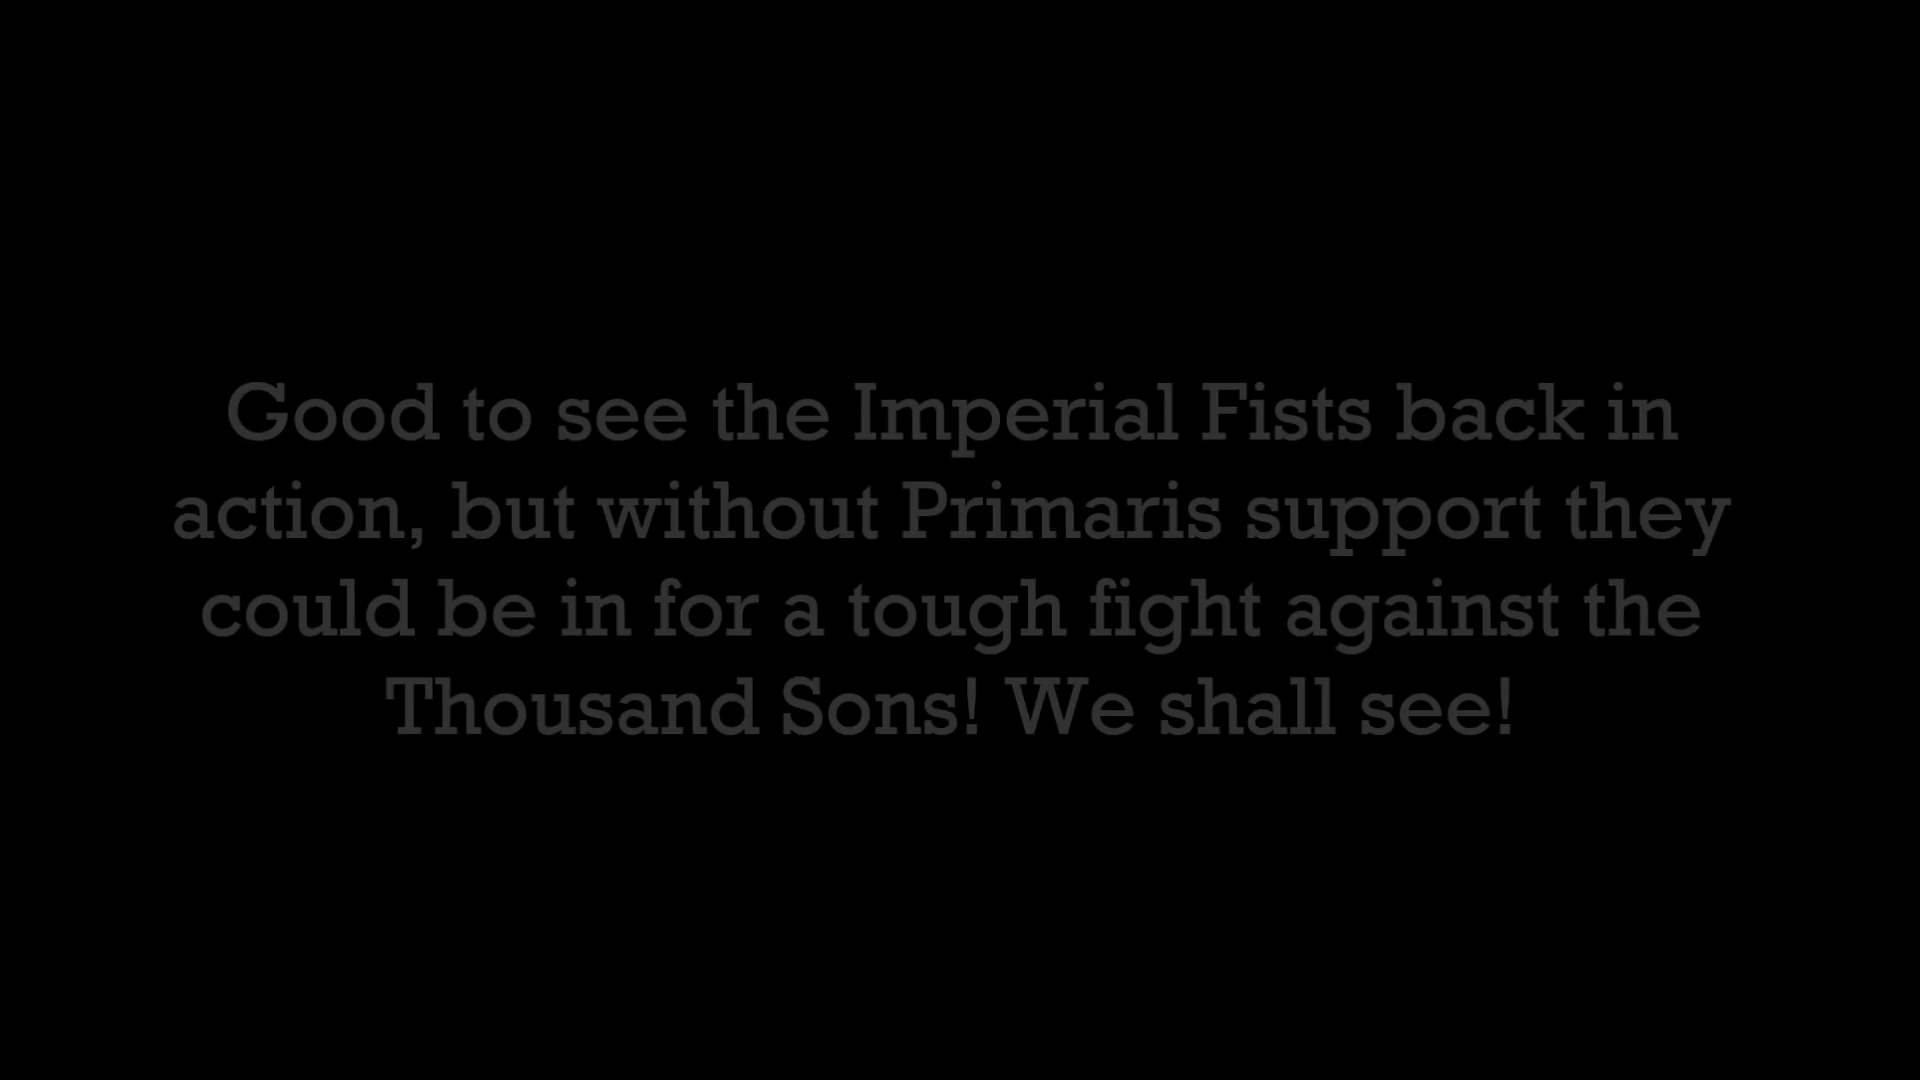 Good to see the Imperial Fists back in
action, but without Primaris support they
could be in for a tough fight against the
Thousand Sons! We shall see!